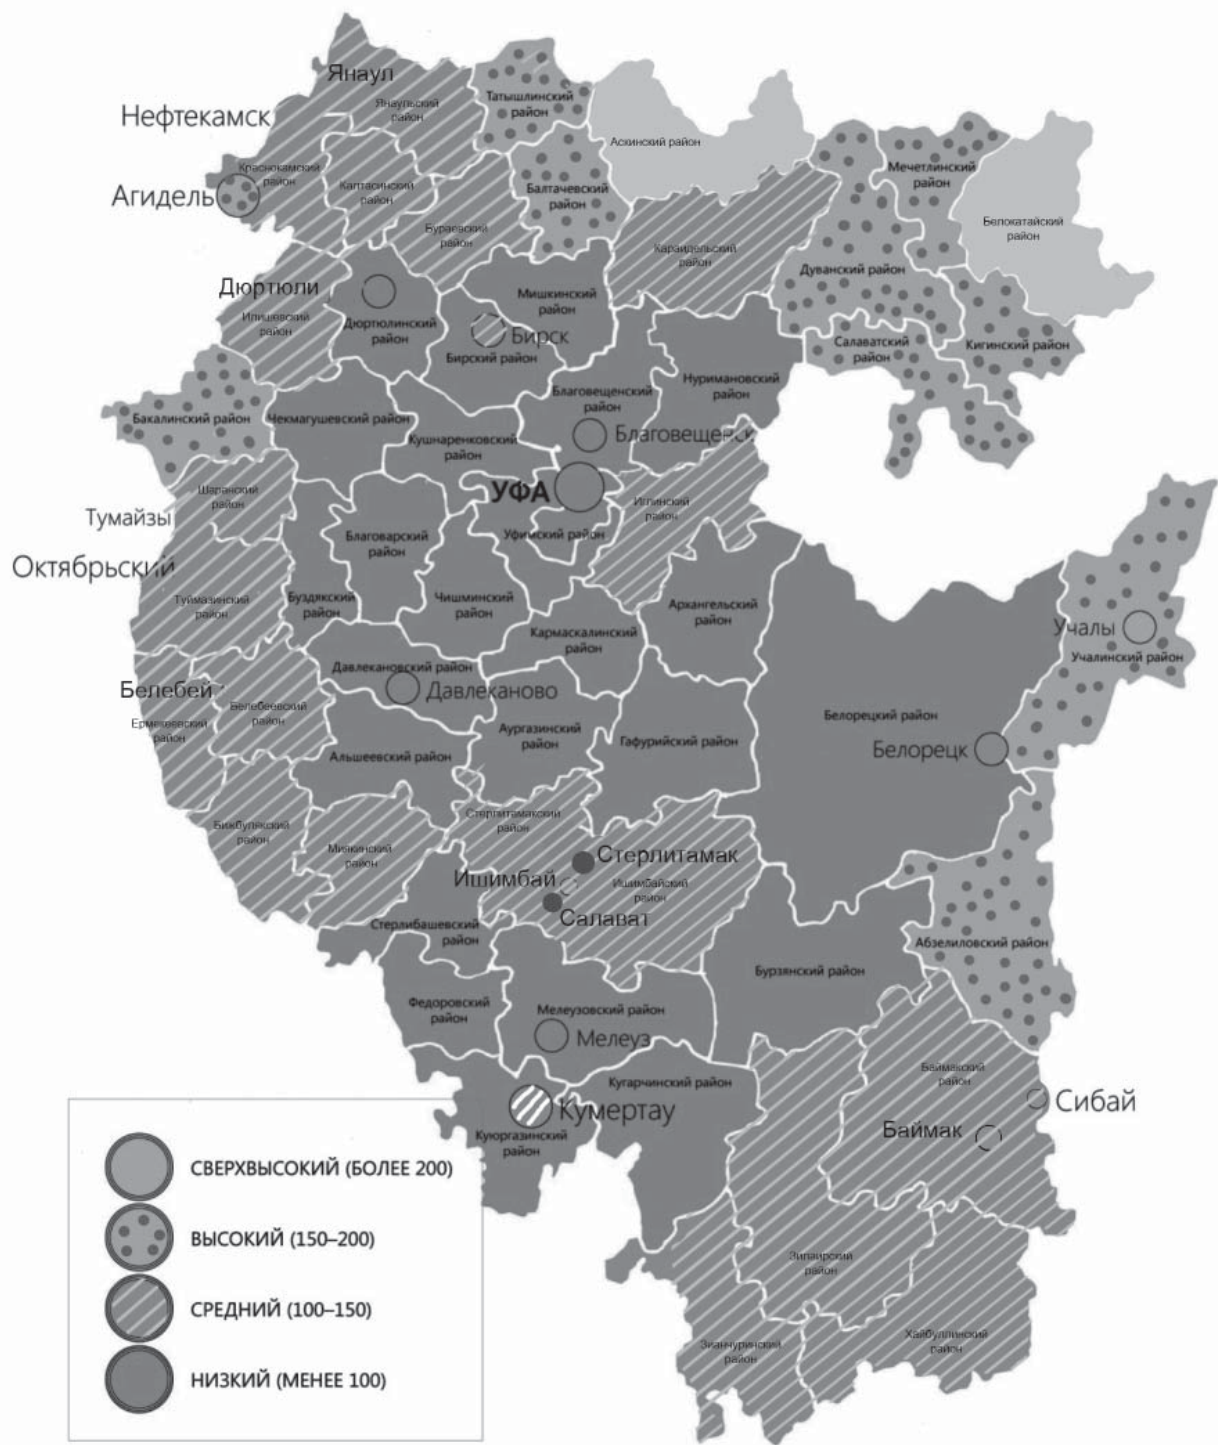 Янаул
Янаульский
район
Татышлинский
район
Нефтекамск
Аскинский район
Краснокамский
район
Калтасинский
район
Балтачевский
район
Мечетлинский
район
Агидель
Белокатайский
район
Бураевский
район
Караидельский
район
Дуванский район
Дюртюли
Илишевский
район
Дюртюлинский
район
Мишкинский
район
Бирск
Бирский район
Салаватский
район
Кигинский район
Нуримановский
район
Благовещенский
район
Бакалинский район
Чекмагушевский район
Кушнаренковский
район
Благовещенск
Шаранский
район
УФА
Иглинский
район
Тумайзы
Благоварский
район
Уфимский район
Октябрьский
Туймазинский
район
Буздякский
район
Чишминский
район
Архангельский
район
Кармаскалинский
район
Учалы
Учалинский район
Давлекановский район
Давлеканово
Белебей
Белебеевский
район
Ермекеевский
район
Аургазинский
район
Гафурийский район
Белорецкий район
Белорецк
Альшеевский район
Стерлитамакский
район
Бижбулякский
район
Миякинский
район
Стерлитамак
Ишимбай
Ишимбайский
район
Салават
Стерлибашевский
район
Абзелиловский район
Бурзянский район
Федоровский
район
Мелеузовский район
Мелеуз
Кугарчинский район
Баймакский
район
Кумертау
Сибай
Баймак
Куюргазинский
район
Зилаирский
район
Зианчуринский
район
Хайбуллинский
район
СВЕРХВЫСОКИЙ (БОЛЕЕ 200)
ВЫСОКИЙ (150–200)
СРЕДНИЙ (100–150)
НИЗКИЙ (МЕНЕЕ 100)